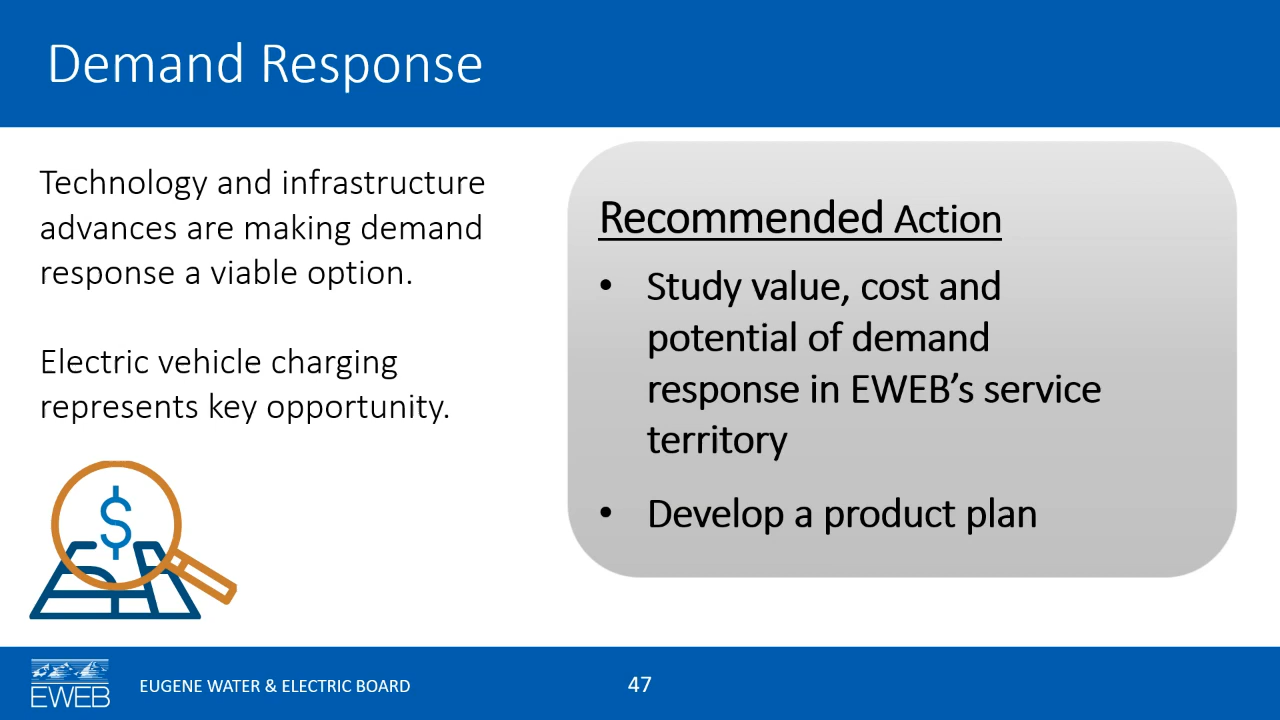 Demand Response
Technology and infrastructure
advances are making demand
response a viable option.
Electric vehicle charging
represents key opportunity.
$
Recommended Action
• Study value, cost and
potential of demand
response in EWEB’s service
territory
• Develop a product plan
EWEB
EUGENE WATER & ELECTRIC BOARD
47